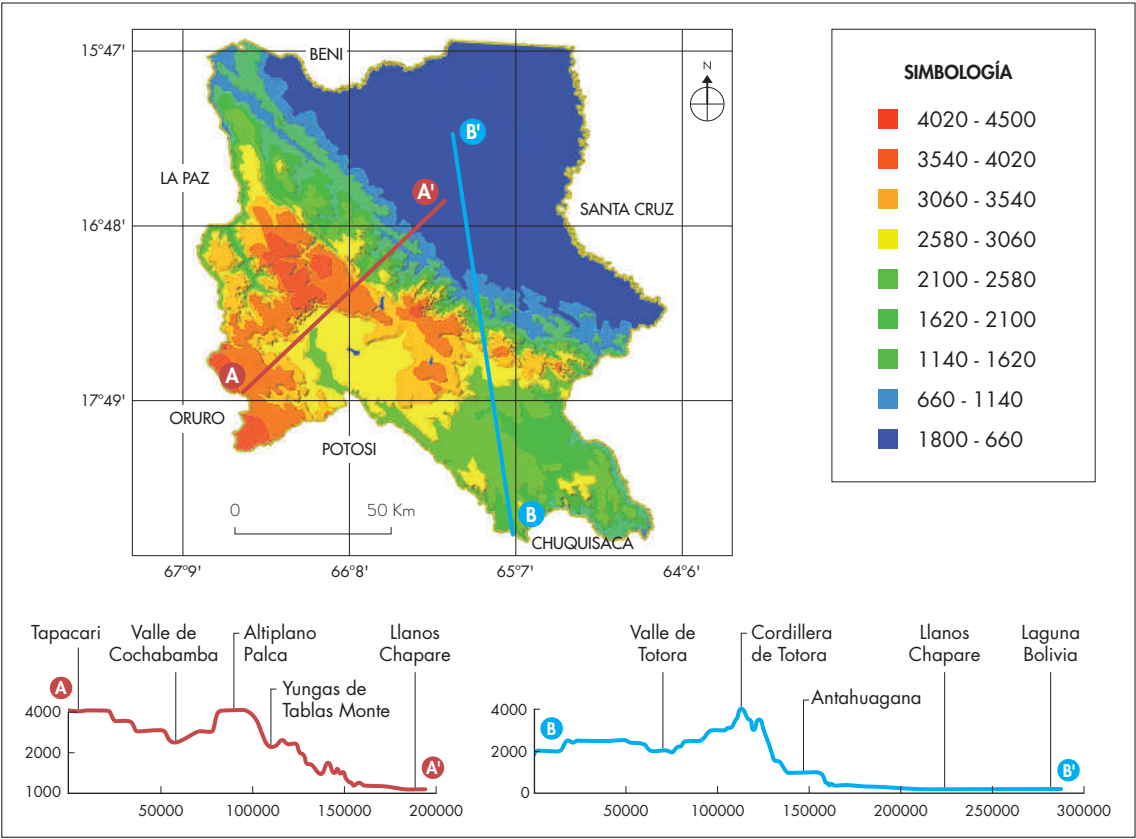 15°47'
16°48'
17°49'
67°9'
66°8'
65°7'
64°6'
BENI
N
LA PAZ
SANTA CRUZ
ORURO
POTOSI
CHUQUISACA
B'
A'
A
B
0
50 Km
SIMBOLOGÍA
4020 - 4500
3540 - 4020
3060 - 3540
2580 - 3060
2100 - 2580
1620 - 2100
1140 - 1620
660 - 1140
1800 - 660
Tapacari
Valle de
Cochabamba
Altiplano
Palca
Llanos
Chapare
Yungas de
Tablas Monte
A
A'
4000
2000
1000
50000
100000
150000
200000
Valle de
Totora
Cordillera
de Totora
Llanos
Chapare
Laguna
Bolivia
Antahuagana
B
B'
4000
2000
0
50000
100000
150000
200000
250000
300000